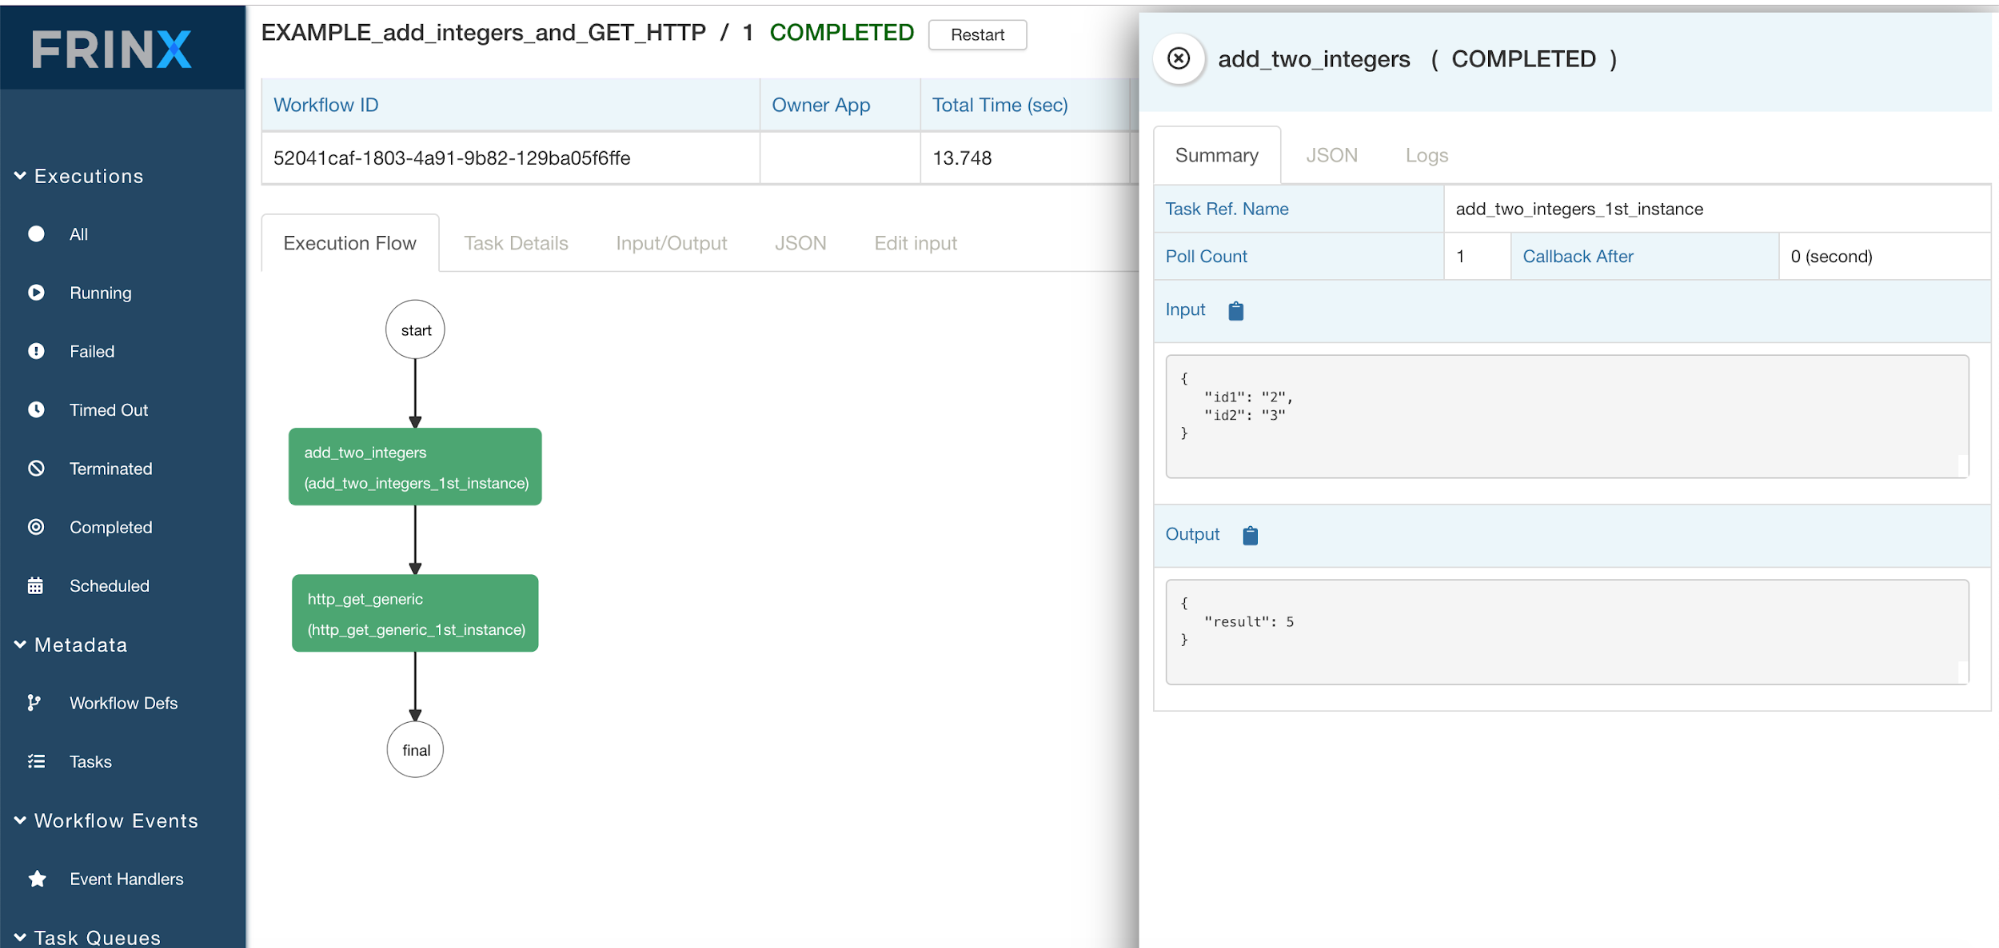 FRINX
Executions
All
Running
Failed
Timed Out
Terminated
Completed
Scheduled
Metadata
Workflow Defs
Tasks
Workflow Events
Event Handlers
Task Queues
EXAMPLE_add_integers_and_GET_HTTP / 1 COMPLETED Restart
Workflow ID Owner App Total Time (sec)
52041caf-1803-4a91-9b82-129ba05f6ffe 13.748
Execution Flow Task Details Input/Output JSON Edit input
start
add_two_integers
(add_two_integers_1st_instance)
http_get_generic
(http_get_generic_1st_instance)
final
add_two_integers ( COMPLETED )
Summary JSON Logs
Task Ref. Name add_two_integers_1st_instance
Poll Count 1 Callback After 0 (second)
Input
{
"id1": "2",
"id2": "3"
}
Output
{
"result": 5
}